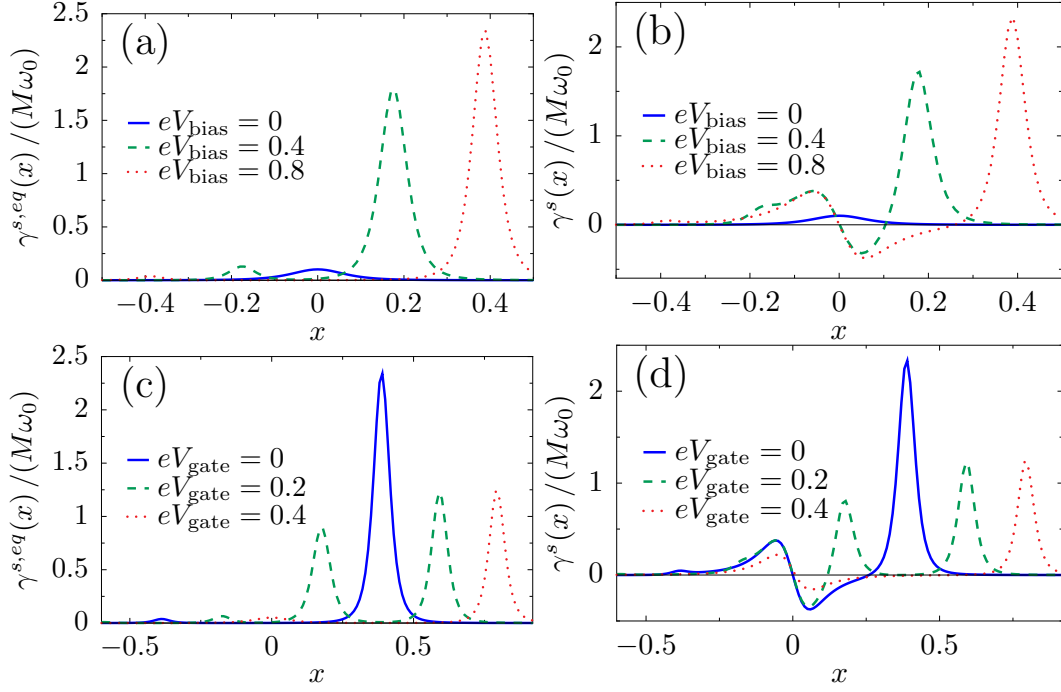 (a)
γ^{s,eq}(x)/(Mω₀)
2.5
2
1.5
1
0.5
0
eV_bias = 0
eV_bias = 0.4
eV_bias = 0.8
−0.4 −0.2 0 0.2 0.4
x
(b)
γ^s(x)/(Mω₀)
2
1
0
eV_bias = 0
eV_bias = 0.4
eV_bias = 0.8
−0.4 −0.2 0 0.2 0.4
x
(c)
γ^{s,eq}(x)/(Mω₀)
2.5
2
1.5
1
0.5
0
eV_gate = 0
eV_gate = 0.2
eV_gate = 0.4
−0.5 0 0.5
x
(d)
γ^s(x)/(Mω₀)
2
1
0
eV_gate = 0
eV_gate = 0.2
eV_gate = 0.4
−0.5 0 0.5
x